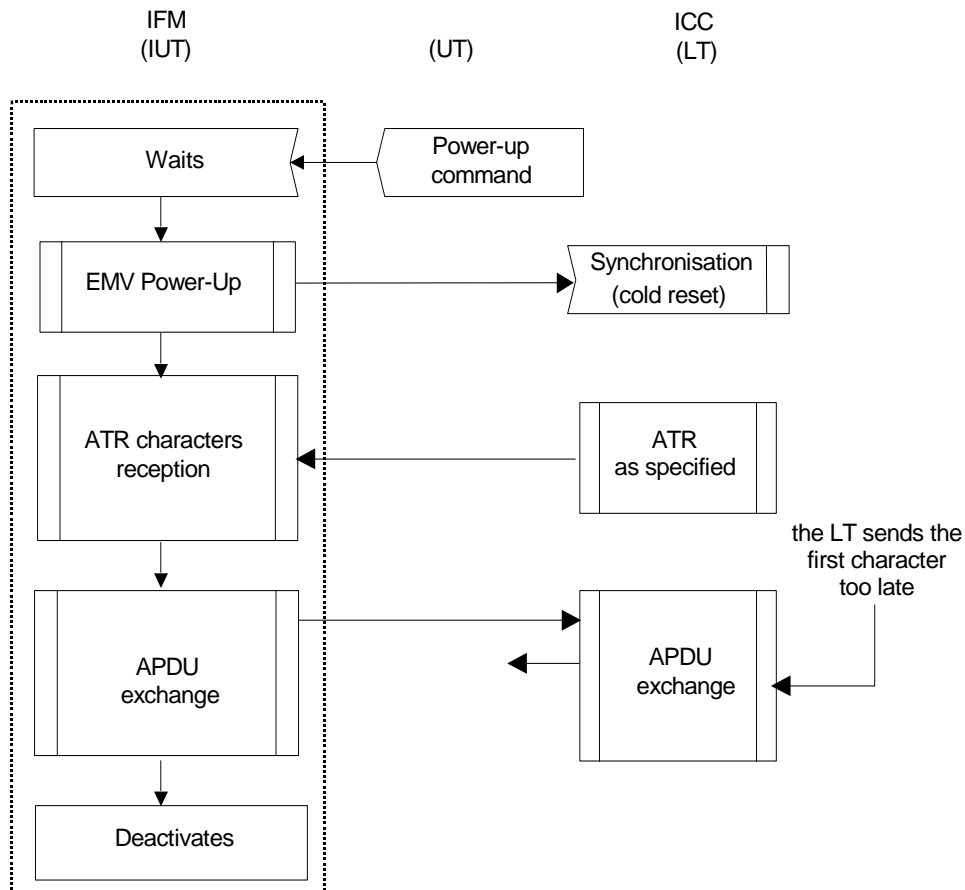 IFM
(IUT)
(UT)
ICC
(LT)
Waits
Power-up
command
EMV Power-Up
Synchronisation
(cold reset)
ATR characters
reception
ATR
as specified
the LT sends the
first character
too late
APDU
exchange
APDU
exchange
Deactivates